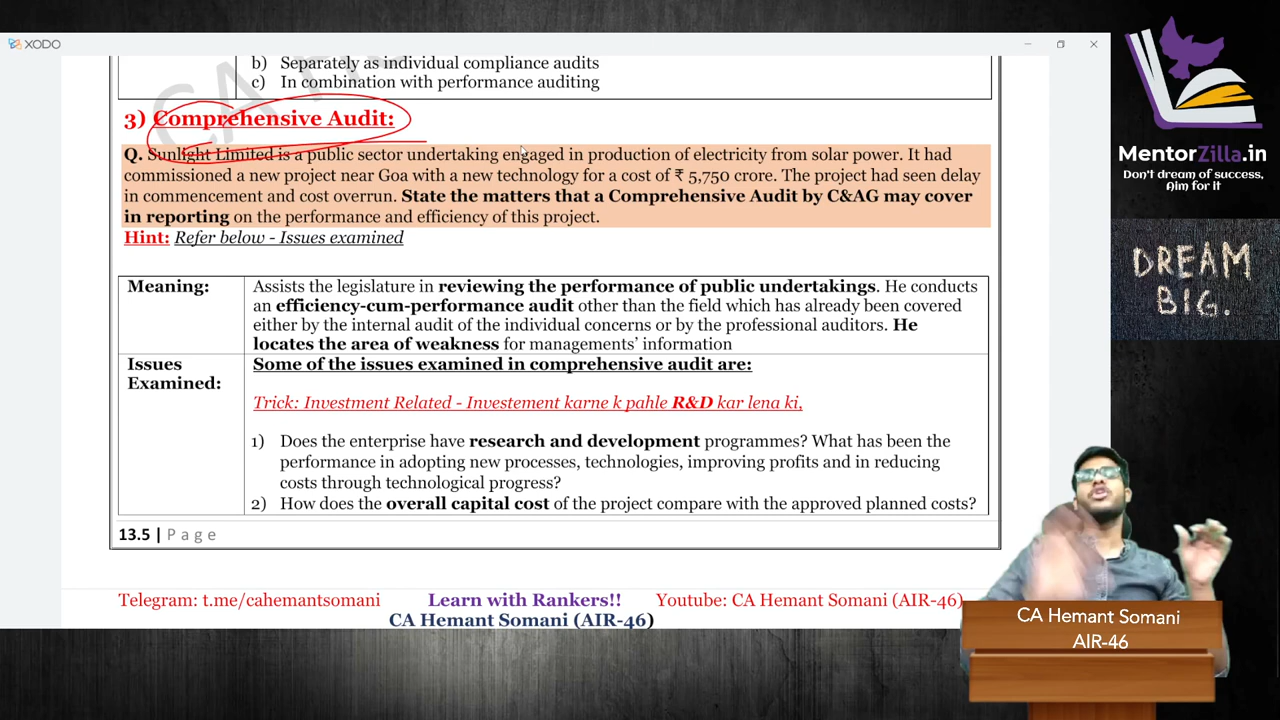 XODO
b) Separately as individual compliance audits
c) In combination with performance auditing
3) Comprehensive Audit:
Q. Sunlight Limited is a public sector undertaking engaged in production of electricity from solar power. It had
commissioned a new project near Goa with a new technology for a cost of ₹ 5,750 crore. The project had seen delay
in commencement and cost overrun. State the matters that a Comprehensive Audit by C&AG may cover
in reporting on the performance and efficiency of this project.
Hint: Refer below - Issues examined
Meaning: Assists the legislature in reviewing the performance of public undertakings. He conducts
an efficiency-cum-performance audit other than the field which has already been covered
either by the internal audit of the individual concerns or by the professional auditors. He
locates the area of weakness for managements’ information
Issues Some of the issues examined in comprehensive audit are:
Examined:
Trick: Investment Related - Investement karne k pahle R&D kar lena ki,
1) Does the enterprise have research and development programmes? What has been the
performance in adopting new processes, technologies, improving profits and in reducing
costs through technological progress?
2) How does the overall capital cost of the project compare with the approved planned costs?
13.5 | Page
Telegram: t.me/cahemantsomani Learn with Rankers!! Youtube: CA Hemant Somani (AIR-46)
CA Hemant Somani (AIR-46)
MentorZilla.in
Don't dream of success,
Aim for it
DREAM
BIG.
CA Hemant Somani
AIR-46